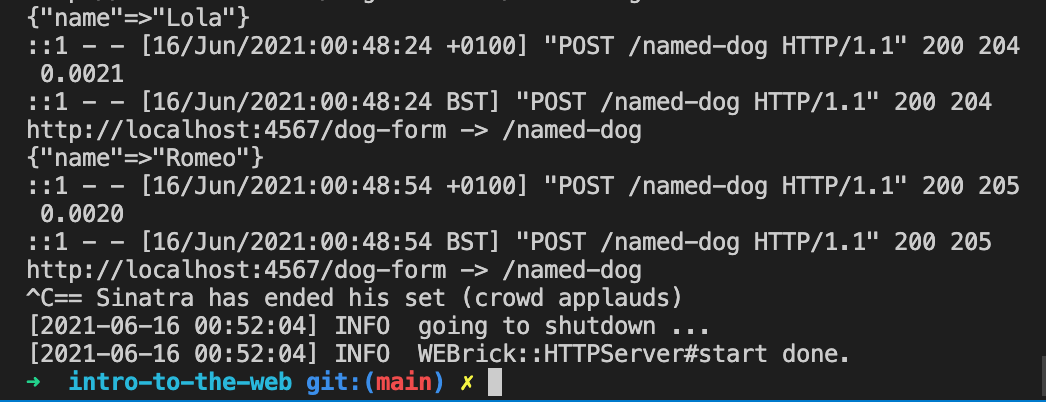 {"name"=>"Lola"}
::1 - - [16/Jun/2021:00:48:24 +0100] "POST /named-dog HTTP/1.1" 200 204
0.0021
::1 - - [16/Jun/2021:00:48:24 BST] "POST /named-dog HTTP/1.1" 200 204
http://localhost:4567/dog-form -> /named-dog
{"name"=>"Romeo"}
::1 - - [16/Jun/2021:00:48:54 +0100] "POST /named-dog HTTP/1.1" 200 205
0.0020
::1 - - [16/Jun/2021:00:48:54 BST] "POST /named-dog HTTP/1.1" 200 205
http://localhost:4567/dog-form -> /named-dog
^C== Sinatra has ended his set (crowd applauds)
[2021-06-16 00:52:04] INFO  going to shutdown ...
[2021-06-16 00:52:04] INFO  WEBrick::HTTPServer#start done.
➜  intro-to-the-web git:(main) ✗